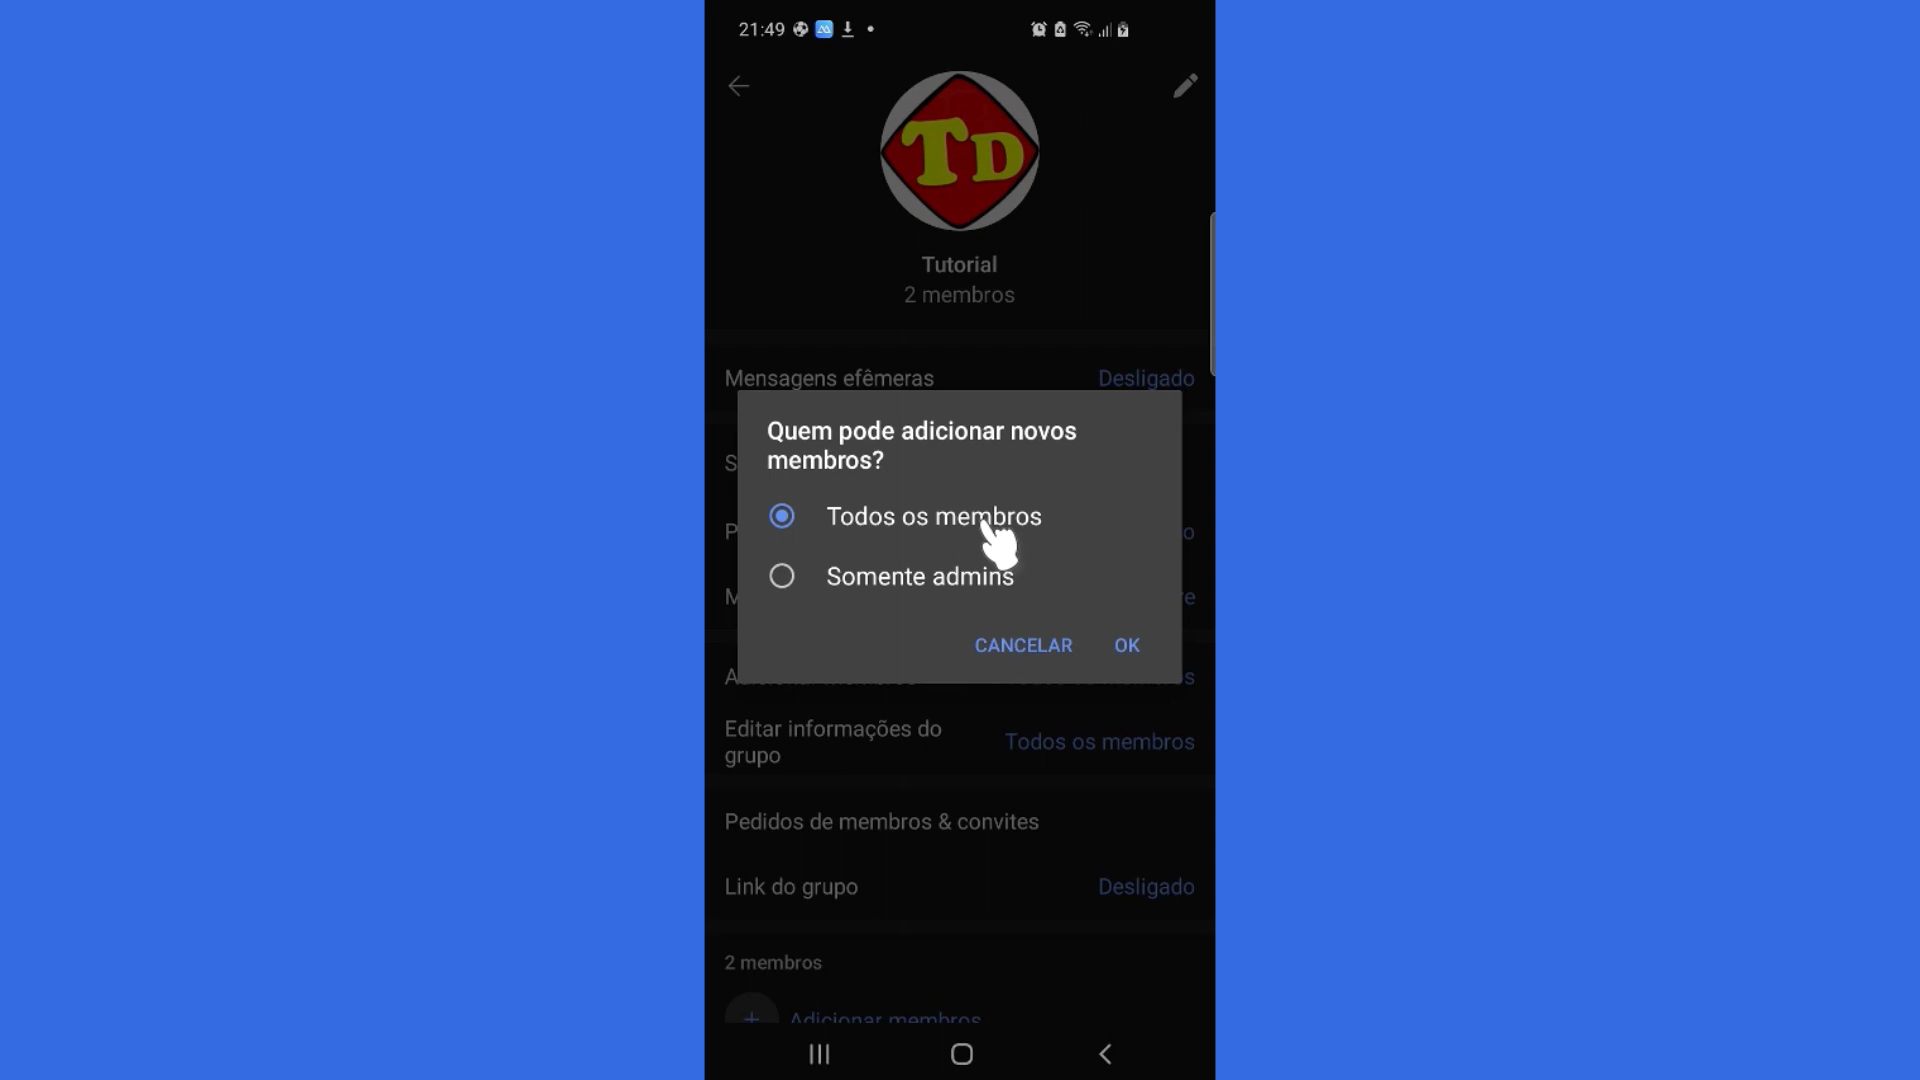 21:49
TD
Tutorial
2 membros
Mensagens efêmeras Desligado
Quem pode adicionar novos
membros?
Todos os membros
Somente admins
CANCELAR OK
Editar informações do
grupo
Todos os membros
Pedidos de membros & convites
Link do grupo Desligado
2 membros
Adicionar membros